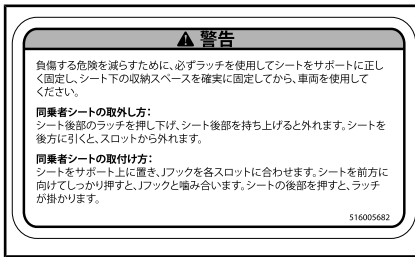 警告
負傷する危険を減らすために、必ずラッチを使用してシートをサポートに正し
く固定し、シート下の収納スペースを確実に固定してから、車両を使用して
ください。
同乗者シートの取外し方：
シート後部のラッチを押し下げ、シート後部を持ち上げると外れます。シートを
後方に引くと、スロットから外れます。
同乗者シートの取付け方：
シートをサポート上に置き、Jフックを各スロットに合わせます。シートを前方に
向けてしっかり押すと、Jフックと噛み合います。シートの後部を押すと、ラッチ
が掛かります。
516005682